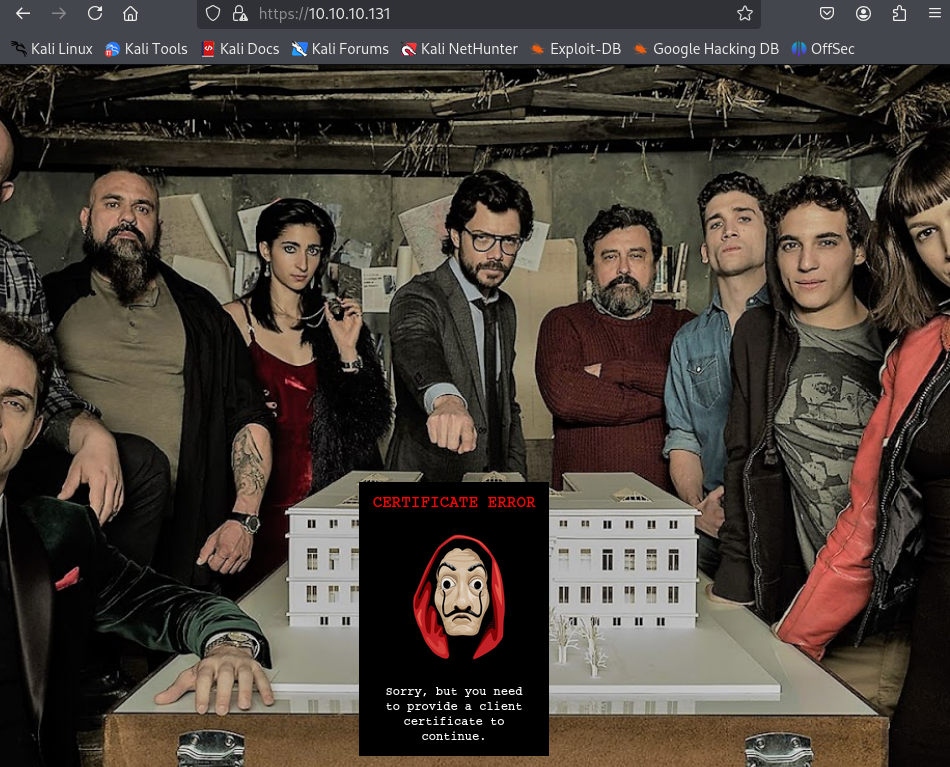 https://10.10.10.131
Kali Linux Kali Tools Kali Docs Kali Forums Kali NetHunter Exploit-DB Google Hacking DB OffSec
CERTIFICATE ERROR
Sorry, but you need
to provide a client
certificate to
continue.